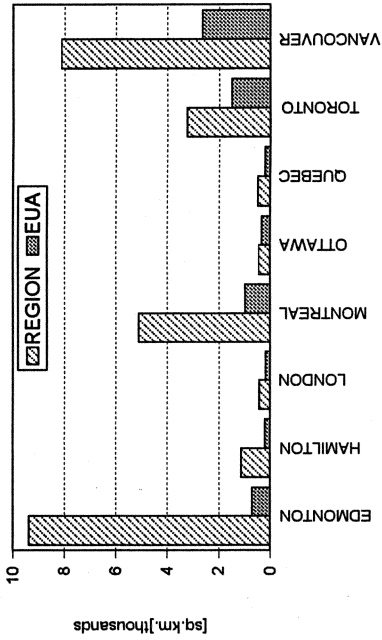 REGION EUA
10
8
6
4
2
0
[sq.km.]thousands
EDMONTON
HAMILTON
LONDON
MONTREAL
OTTAWA
QUEBEC
TORONTO
VANCOUVER